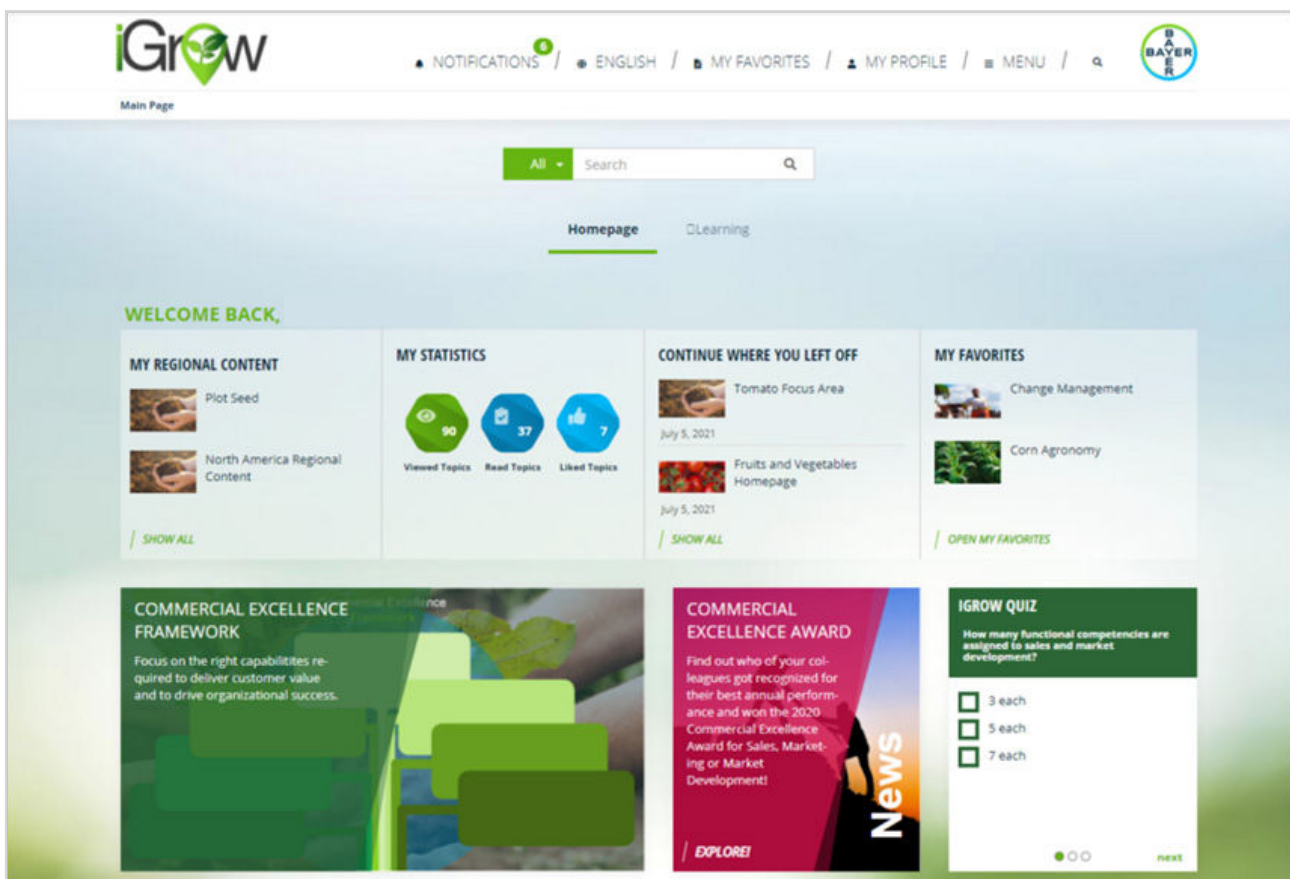 iGrow
NOTIFICATIONS 6 / ENGLISH / MY FAVORITES / MY PROFILE / MENU /
BAYER
BAYER
Main Page
All Search
Homepage Learning
WELCOME BACK,
MY REGIONAL CONTENT
Plot Seed
North America Regional
Content
/ SHOW ALL
MY STATISTICS
90 37 7
Viewed Topics Read Topics Liked Topics
CONTINUE WHERE YOU LEFT OFF
Tomato Focus Area
July 5, 2021
Fruits and Vegetables
Homepage
July 5, 2021
/ SHOW ALL
MY FAVORITES
Change Management
Corn Agronomy
/ OPEN MY FAVORITES
COMMERCIAL EXCELLENCE
FRAMEWORK
Focus on the right capabilitites re-
quired to deliver customer value
and to drive organizational success.
COMMERCIAL
EXCELLENCE AWARD
Find out who of your col-
leagues got recognized for
their best annual perform-
ance and won the 2020
Commercial Excellence
Award for Sales, Market-
ing or Market
Development!
/ EXPLORE!
News
IGROW QUIZ
How many functional competencies are
assigned to sales and market
development?
3 each
5 each
7 each
next